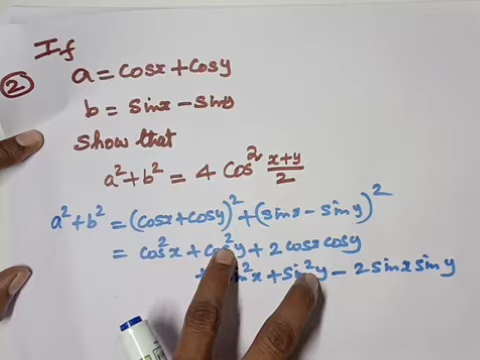 If
② a = cosx + cosy
b = sinx - siny
Show that
a² + b² = 4 Cos² (x+y)/2
a² + b² = (cosx + cosy)² + (sinx - siny)²
= cos²x + cos²y + 2 cosx cosy
+ sin²x + sin²y - 2 sinx siny